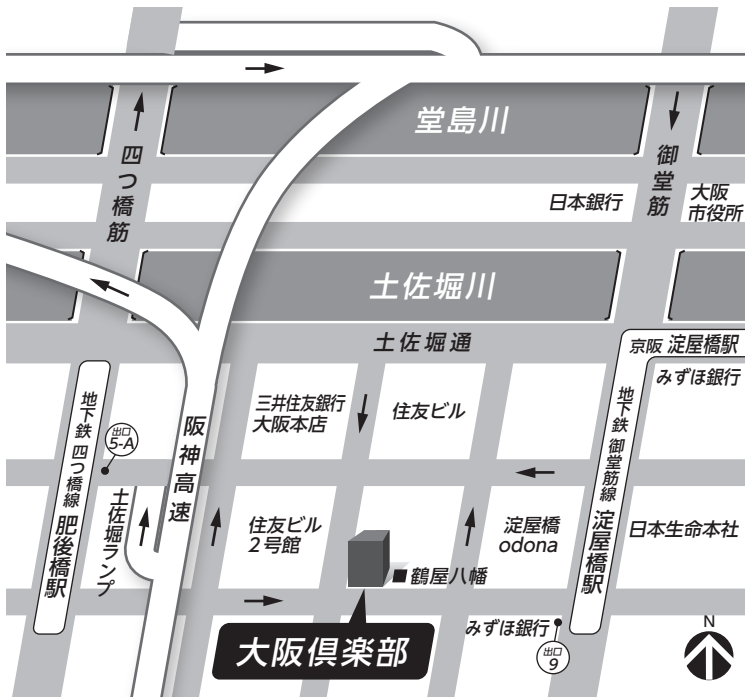 堂島川
四つ橋筋
御堂筋
日本銀行
大阪
市役所
土佐堀川
土佐堀通
京阪 淀屋橋駅
みずほ銀行
三井住友銀行
大阪本店
住友ビル
地下鉄 四つ橋線 肥後橋駅
出口
5-A
阪神高速
地下鉄 御堂筋線 淀屋橋駅
土佐堀ランプ
住友ビル
2号館
淀屋橋
odona
日本生命本社
鶴屋八幡
みずほ銀行
出口
9
大阪倶楽部
N